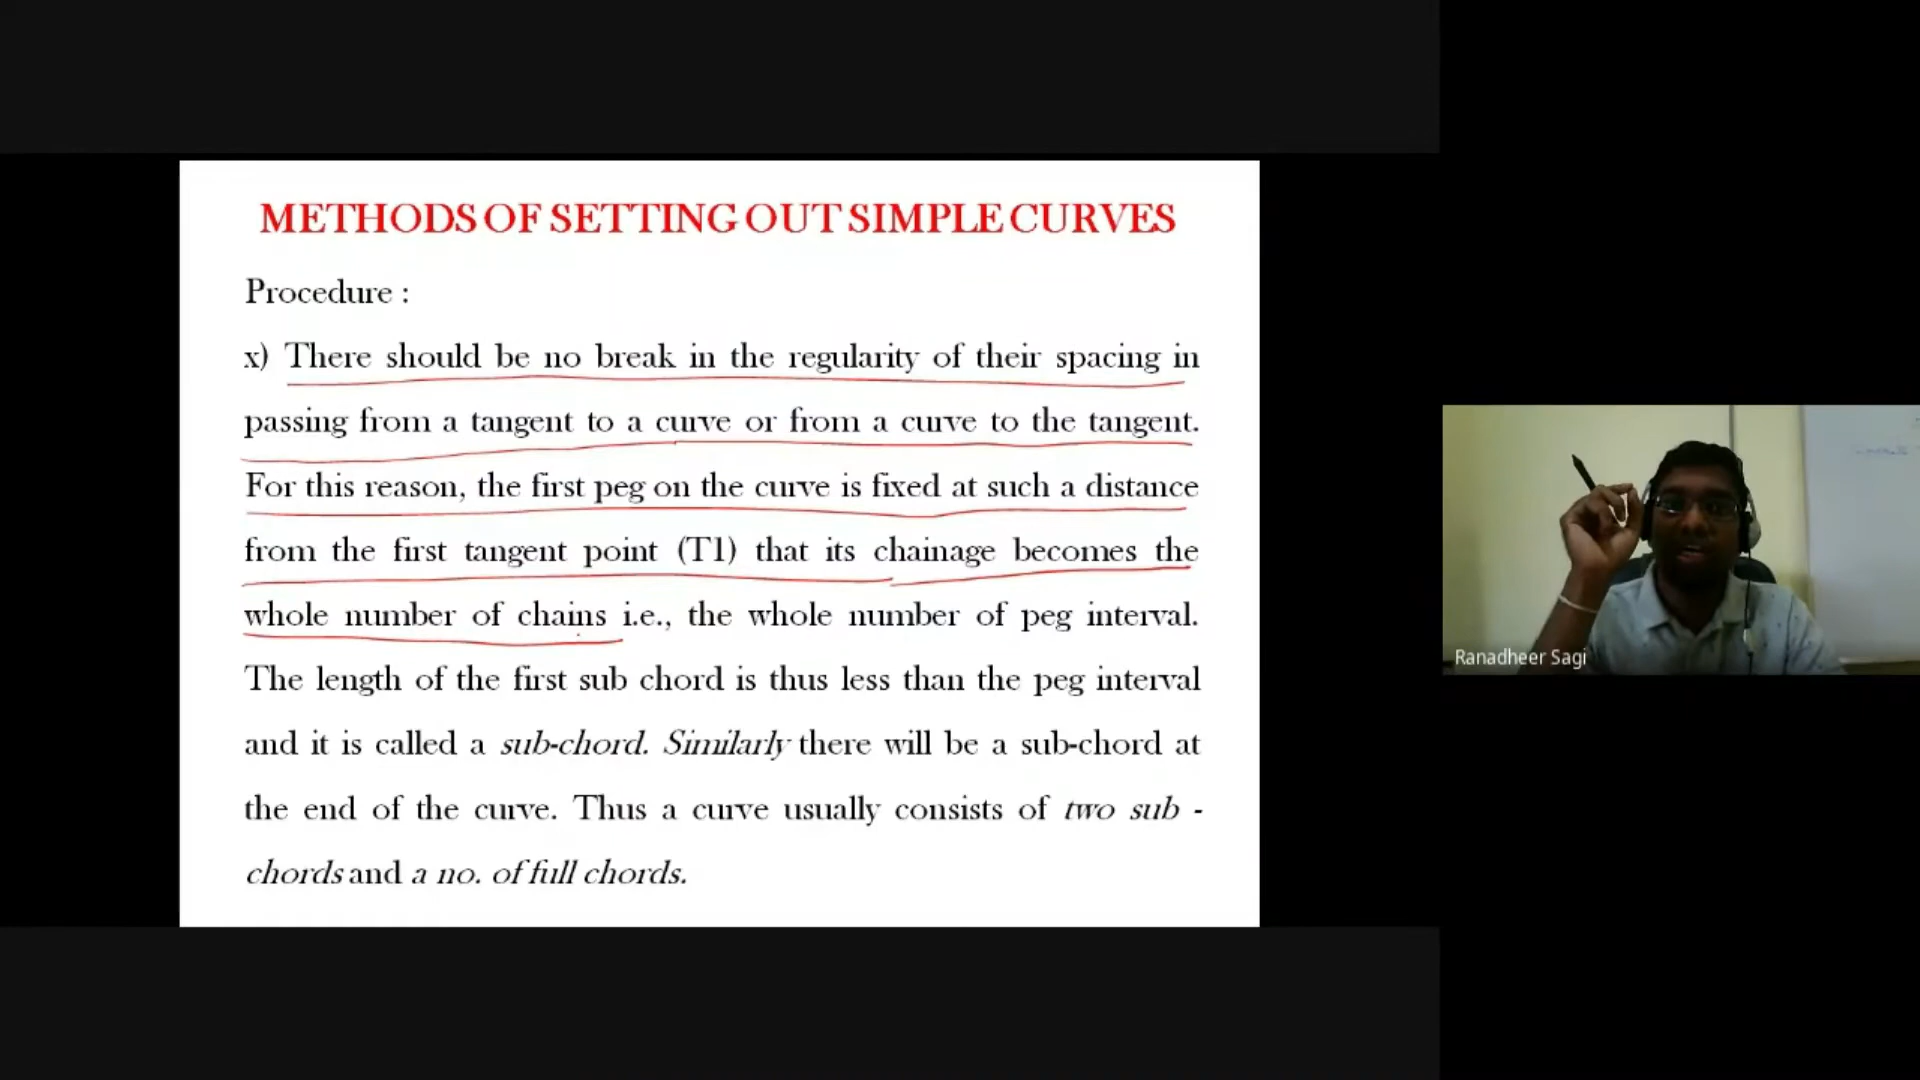 METHODS OF SETTING OUT SIMPLE CURVES
Procedure :
x) There should be no break in the regularity of their spacing in
passing from a tangent to a curve or from a curve to the tangent.
For this reason, the first peg on the curve is fixed at such a distance
from the first tangent point (T1) that its chainage becomes the
whole number of chains i.e., the whole number of peg interval.
The length of the first sub chord is thus less than the peg interval
and it is called a sub-chord. Similarly there will be a sub-chord at
the end of the curve. Thus a curve usually consists of two sub -
chords and a no. of full chords.
Ranadheer Sagi